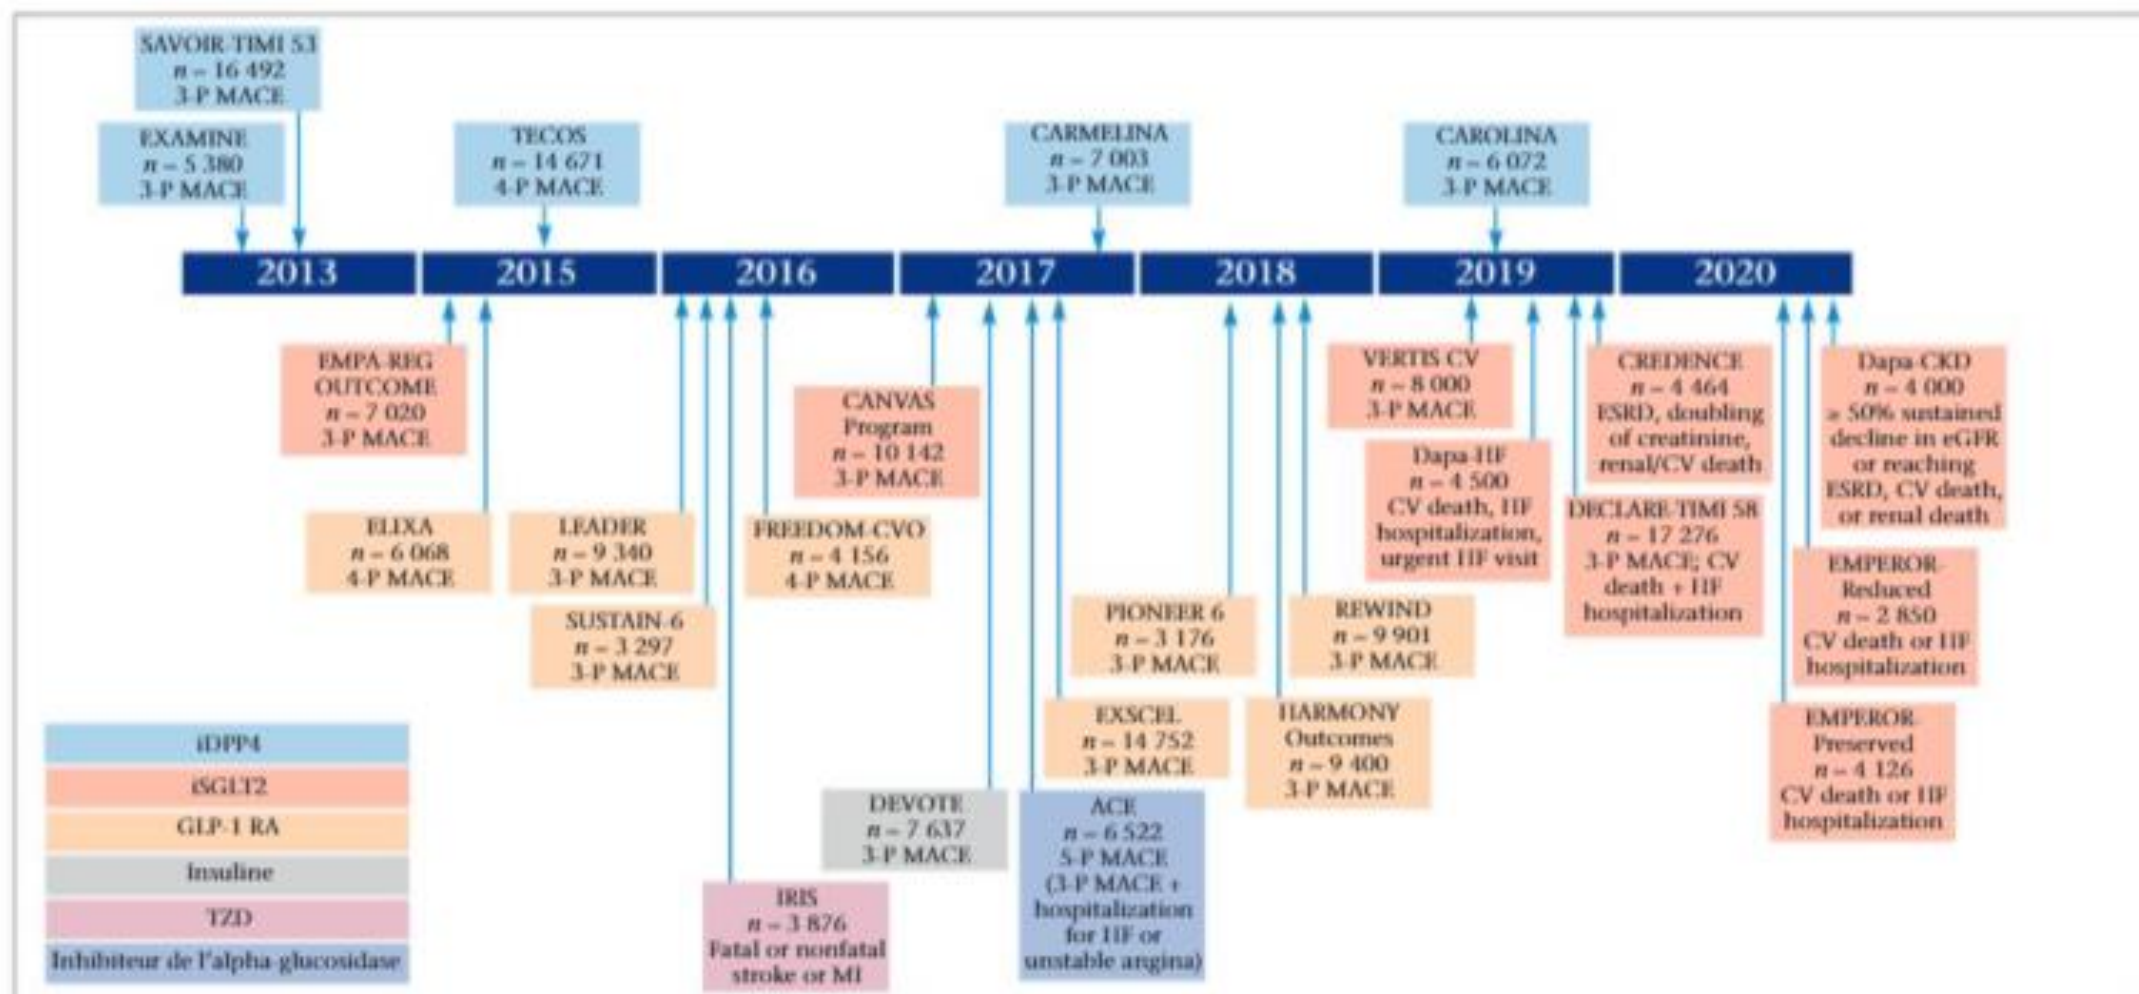 SAVOIR-TIMI 53
n = 16 492
3-P MACE
EXAMINE
n = 5 380
3-P MACE
TECOS
n = 14 671
4-P MACE
CARMELINA
n = 7 003
3-P MACE
CAROLINA
n = 6 072
3-P MACE
2013
2015
2016
2017
2018
2019
2020
EMPA-REG
OUTCOME
n = 7 020
3-P MACE
ELIXA
n = 6 068
4-P MACE
LEADER
n = 9 340
3-P MACE
SUSTAIN-6
n = 3 297
3-P MACE
FREEDOM-CVO
n = 4 156
4-P MACE
CANVAS
Program
n = 10 142
3-P MACE
VERTIS CV
n = 8 000
3-P MACE
Dapa-HF
n = 4 500
CV death, HF
hospitalization,
urgent HF visit
CREDENCE
n = 4 464
ESRD, doubling
of creatinine,
renal/CV death
DECLARE-TIMI 58
n = 17 276
3-P MACE; CV
death + HF
hospitalization
Dapa-CKD
n = 4 000
≥ 50% sustained
decline in eGFR
or reaching
ESRD, CV death,
or renal death
EMPEROR-
Reduced
n = 2 850
CV death or HF
hospitalization
EMPEROR-
Preserved
n = 4 126
CV death or HF
hospitalization
PIONEER 6
n = 3 176
3-P MACE
REWIND
n = 9 901
3-P MACE
EXSCEL
n = 14 752
3-P MACE
HARMONY
Outcomes
n = 9 400
3-P MACE
DEVOTE
n = 7 637
3-P MACE
ACE
n = 6 522
5-P MACE
(3-P MACE +
hospitalization
for HF or
unstable angina)
IRIS
n = 3 876
Fatal or nonfatal
stroke or MI
iDPP4
iSGLT2
GLP-1 RA
Insuline
TZD
Inhibiteur de l'alpha-glucosidase